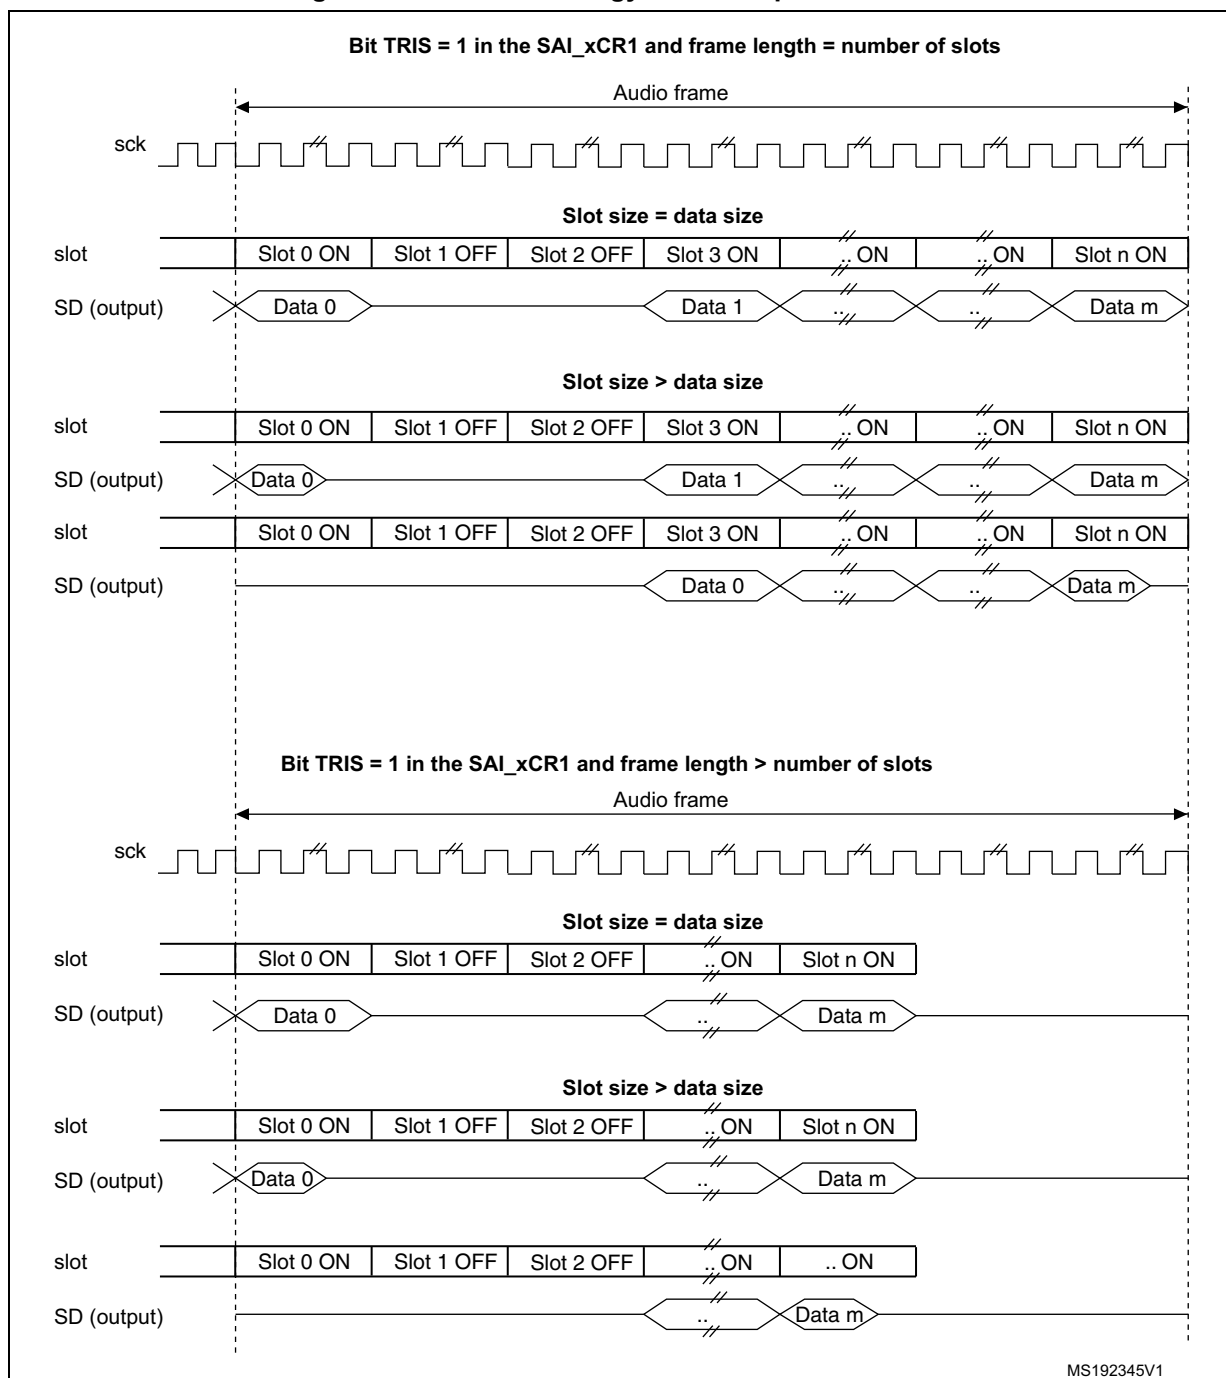 Bit TRIS = 1 in the SAI_xCR1 and frame length = number of slots
Audio frame
sck
Slot size = data size
slot Slot 0 ON Slot 1 OFF Slot 2 OFF Slot 3 ON .. ON .. ON Slot n ON
SD (output) Data 0 Data 1 .. .. Data m
Slot size > data size
slot Slot 0 ON Slot 1 OFF Slot 2 OFF Slot 3 ON .. ON .. ON Slot n ON
SD (output) Data 0 Data 1 .. .. Data m
slot Slot 0 ON Slot 1 OFF Slot 2 OFF Slot 3 ON .. ON .. ON Slot n ON
SD (output) Data 0 .. .. Data m
Bit TRIS = 1 in the SAI_xCR1 and frame length > number of slots
Audio frame
sck
Slot size = data size
slot Slot 0 ON Slot 1 OFF Slot 2 OFF .. ON Slot n ON
SD (output) Data 0 .. Data m
Slot size > data size
slot Slot 0 ON Slot 1 OFF Slot 2 OFF .. ON Slot n ON
SD (output) Data 0 .. Data m
slot Slot 0 ON Slot 1 OFF Slot 2 OFF .. ON .. ON
SD (output) .. Data m
MS192345V1